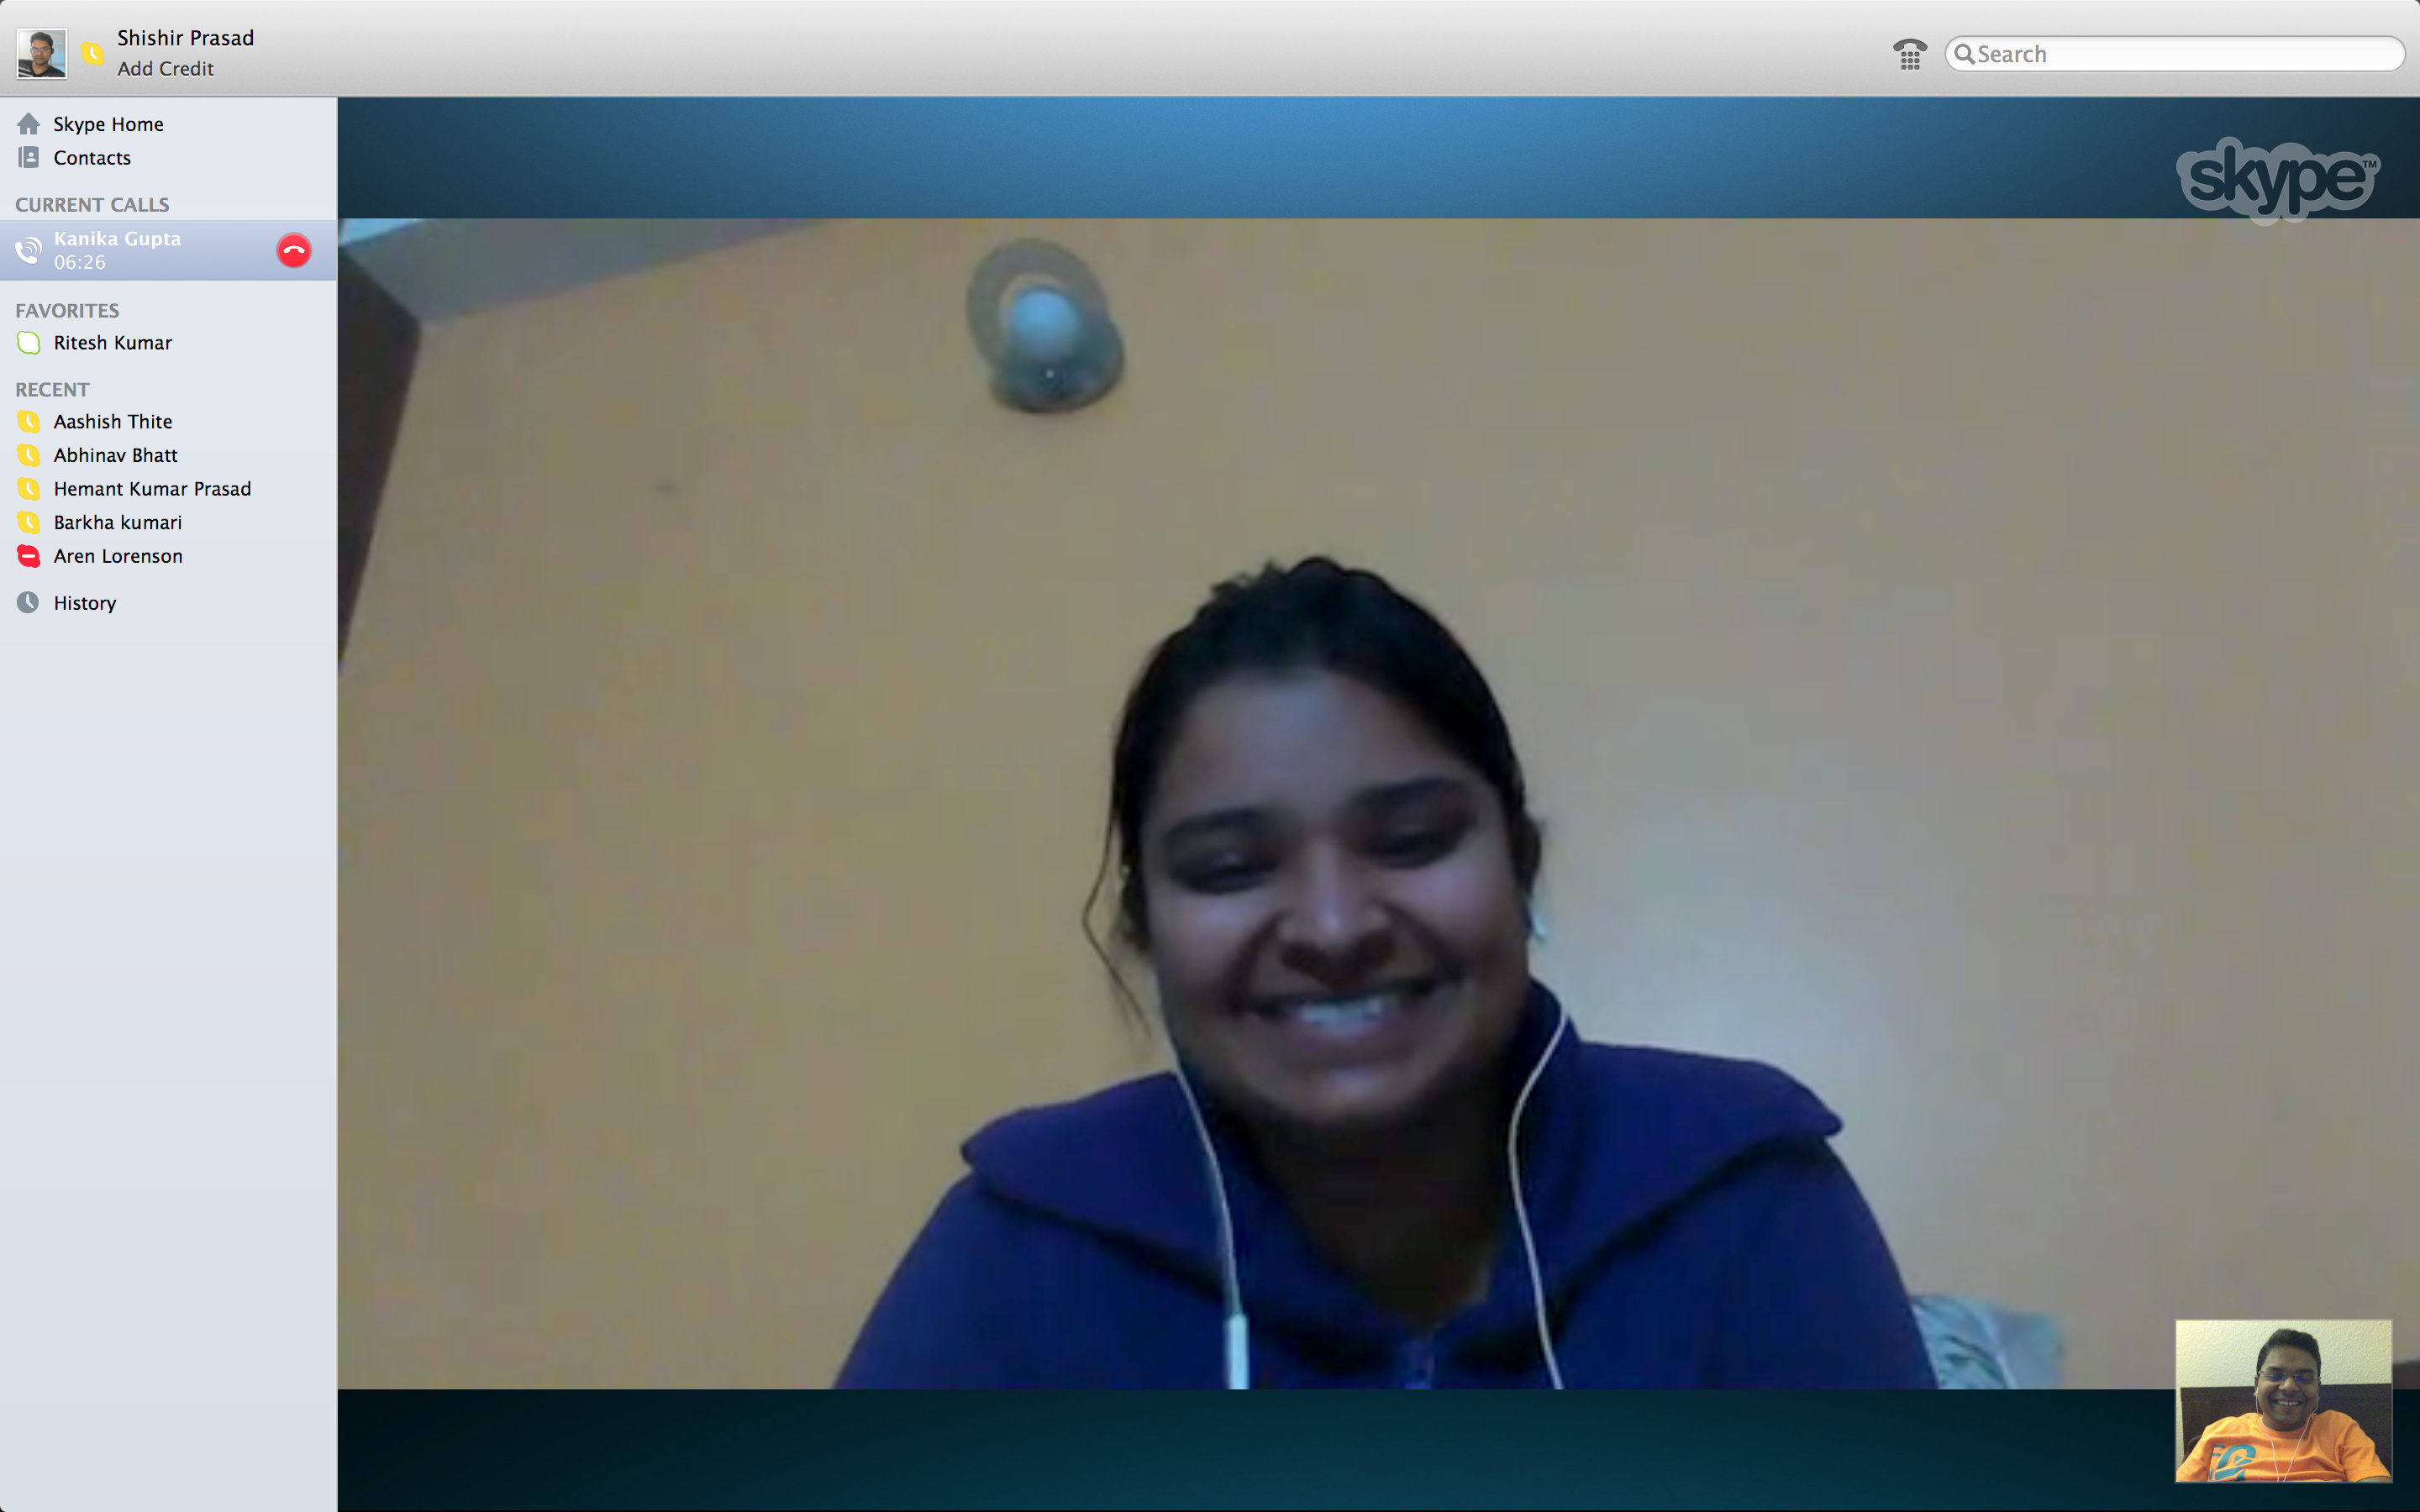 Shishir Prasad
Add Credit
Search
Skype Home
Contacts
CURRENT CALLS
Kanika Gupta
06:26
FAVORITES
Ritesh Kumar
RECENT
Aashish Thite
Abhinav Bhatt
Hemant Kumar Prasad
Barkha kumari
Aren Lorenson
History
skype™